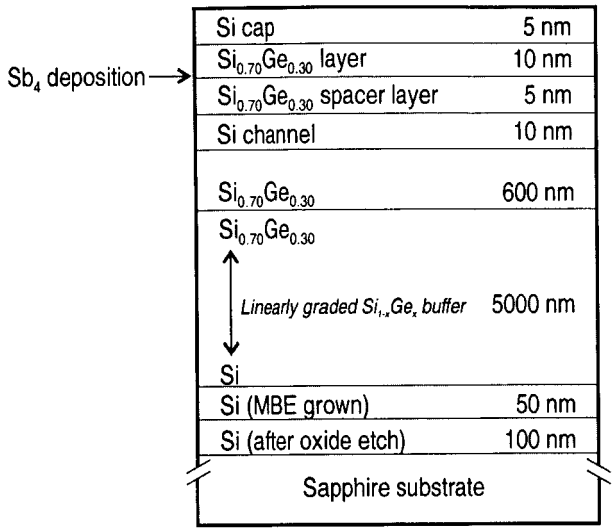 Si cap 5 nm
Si₀.₇₀Ge₀.₃₀ layer 10 nm
Sb₄ deposition
Si₀.₇₀Ge₀.₃₀ spacer layer 5 nm
Si channel 10 nm
Si₀.₇₀Ge₀.₃₀ 600 nm
Si₀.₇₀Ge₀.₃₀
Linearly graded Si₁₋ₓGeₓ buffer 5000 nm
Si
Si (MBE grown) 50 nm
Si (after oxide etch) 100 nm
Sapphire substrate